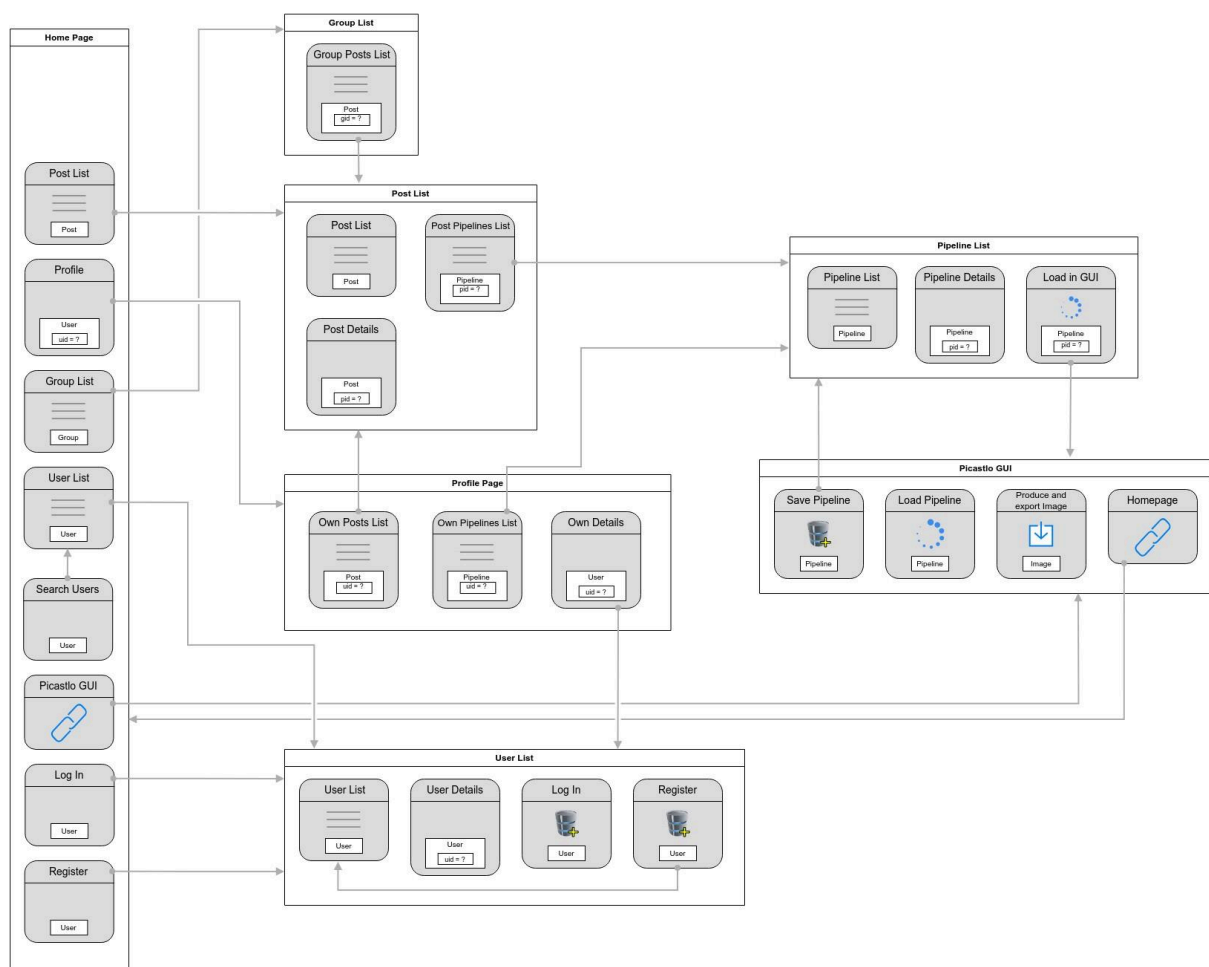 Home Page
Post List
Post
Profile
User
uid = ?
Group List
Group
User List
User
Search Users
User
Picastlo GUI
Log In
User
Register
User
Group List
Group Posts List
Post
gid = ?
Post List
Post List
Post
Post Pipelines List
Pipeline
pid = ?
Post Details
Post
pid = ?
Profile Page
Own Posts List
Post
uid = ?
Own Pipelines List
Pipeline
uid = ?
Own Details
User
uid = ?
User List
User List
User
User Details
User
uid = ?
Log In
User
Register
User
Pipeline List
Pipeline List
Pipeline
Pipeline Details
Pipeline
pid = ?
Load in GUI
Pipeline
pid = ?
Picastlo GUI
Save Pipeline
Pipeline
Load Pipeline
Pipeline
Produce and
export Image
Image
Homepage